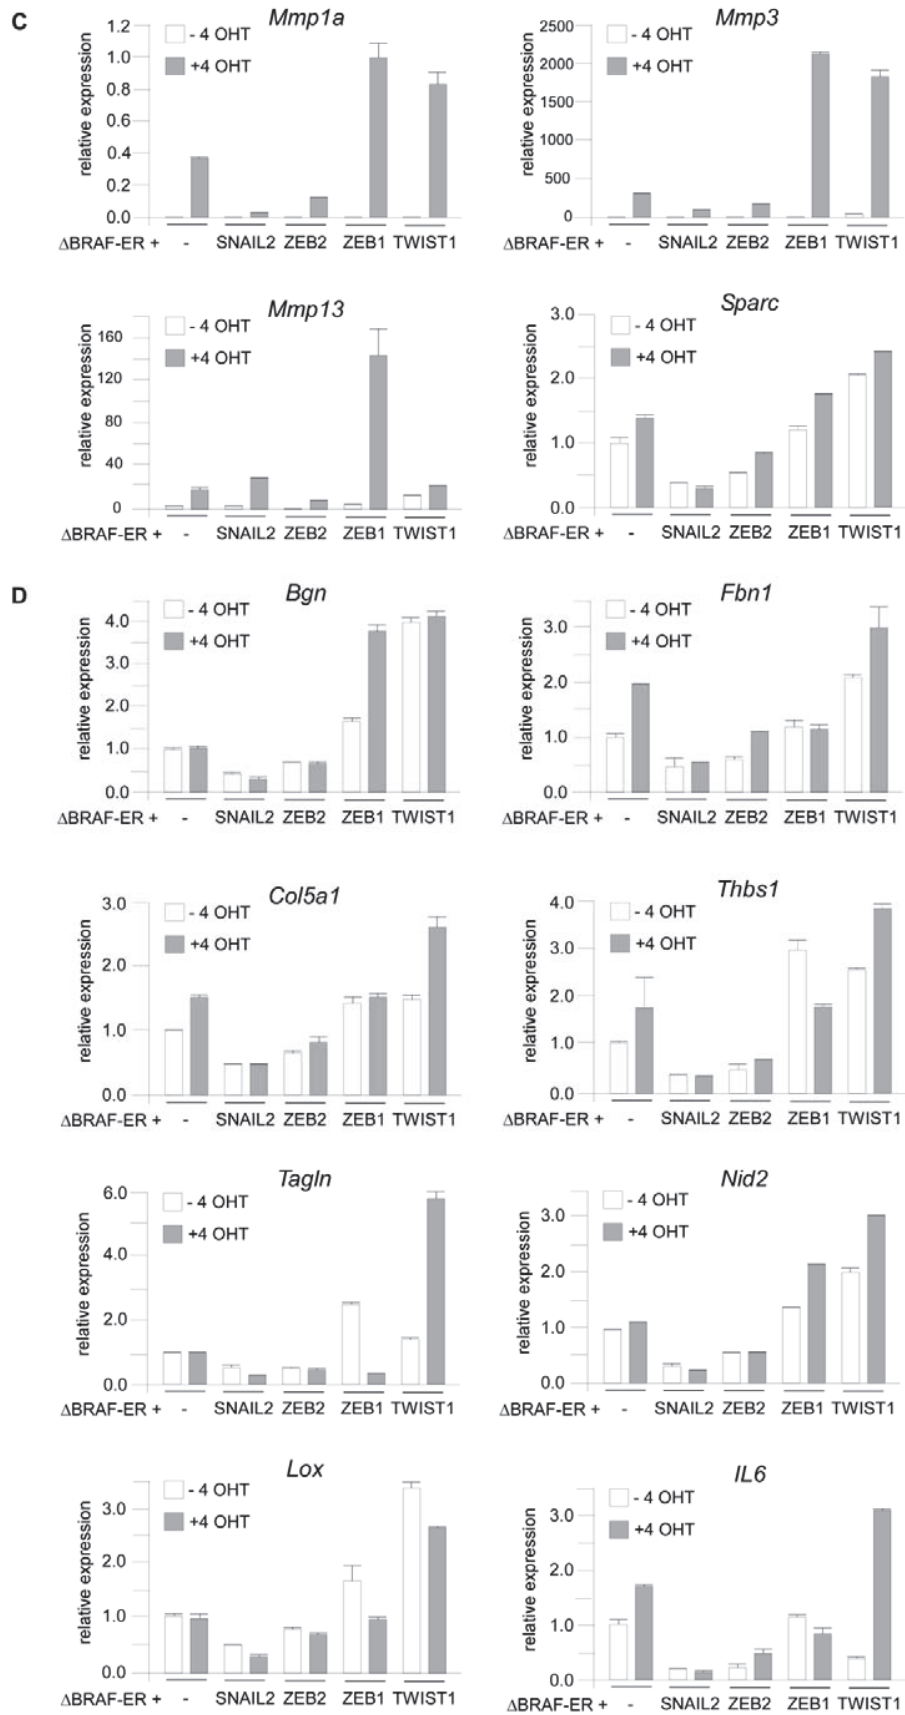 C
Mmp1a
relative expression
1.2
1.0
0.8
0.6
0.4
0.2
0.0
- 4 OHT
+4 OHT
ΔBRAF-ER + - SNAIL2 ZEB2 ZEB1 TWIST1
Mmp3
relative expression
2500
2000
1500
1000
500
0
- 4 OHT
+4 OHT
ΔBRAF-ER + - SNAIL2 ZEB2 ZEB1 TWIST1
Mmp13
relative expression
160
120
80
40
0
- 4 OHT
+4 OHT
ΔBRAF-ER + - SNAIL2 ZEB2 ZEB1 TWIST1
Sparc
relative expression
3.0
2.0
1.0
0.0
- 4 OHT
+4 OHT
ΔBRAF-ER + - SNAIL2 ZEB2 ZEB1 TWIST1
D
Bgn
relative expression
4.0
3.0
2.0
1.0
0.0
- 4 OHT
+4 OHT
ΔBRAF-ER + - SNAIL2 ZEB2 ZEB1 TWIST1
Fbn1
relative expression
3.0
2.0
1.0
0.0
- 4 OHT
+4 OHT
ΔBRAF-ER + - SNAIL2 ZEB2 ZEB1 TWIST1
Col5a1
relative expression
3.0
2.0
1.0
0.0
- 4 OHT
+4 OHT
ΔBRAF-ER + - SNAIL2 ZEB2 ZEB1 TWIST1
Thbs1
relative expression
4.0
3.0
2.0
1.0
0.0
- 4 OHT
+4 OHT
ΔBRAF-ER + - SNAIL2 ZEB2 ZEB1 TWIST1
Tagln
relative expression
6.0
4.0
2.0
0.0
- 4 OHT
+4 OHT
ΔBRAF-ER + - SNAIL2 ZEB2 ZEB1 TWIST1
Nid2
relative expression
3.0
2.0
1.0
0.0
- 4 OHT
+4 OHT
ΔBRAF-ER + - SNAIL2 ZEB2 ZEB1 TWIST1
Lox
relative expression
3.0
2.0
1.0
0.0
- 4 OHT
+4 OHT
ΔBRAF-ER + - SNAIL2 ZEB2 ZEB1 TWIST1
IL6
relative expression
3.0
2.0
1.0
0.0
- 4 OHT
+4 OHT
ΔBRAF-ER + - SNAIL2 ZEB2 ZEB1 TWIST1